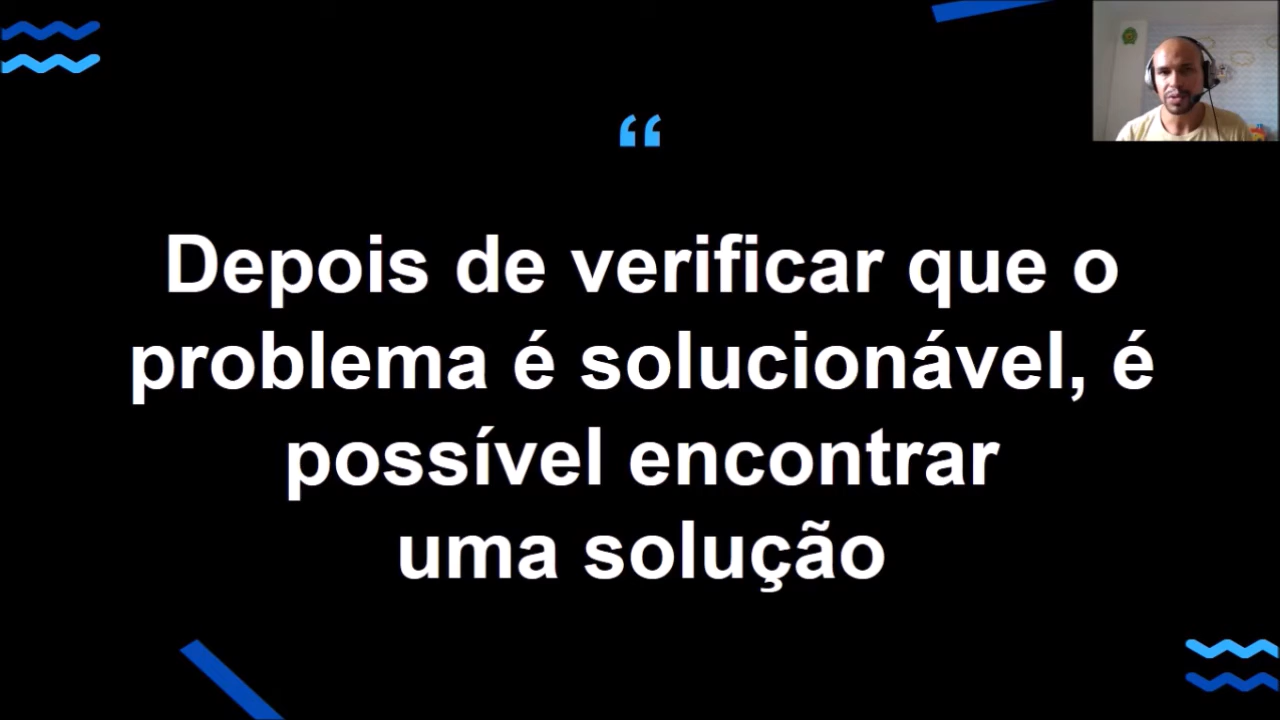 “
Depois de verificar que o
problema é solucionável, é
possível encontrar
uma solução